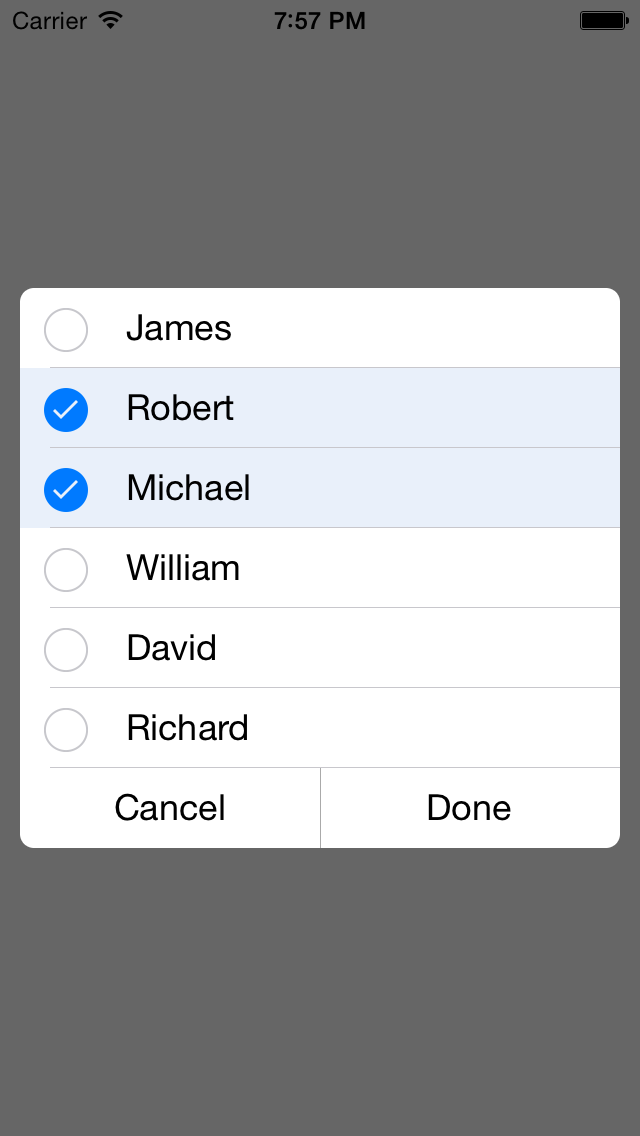 Carrier 7:57 PM
James
Robert
Michael
William
David
Richard
Cancel Done